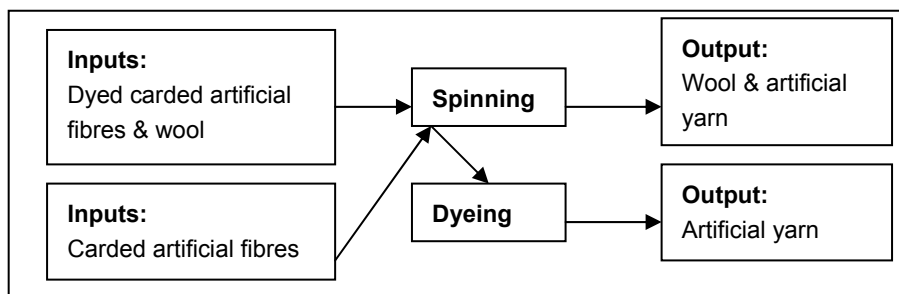 Inputs:
Dyed carded artificial
fibres & wool
Spinning
Output:
Wool & artificial
yarn
Inputs:
Carded artificial fibres
Dyeing
Output:
Artificial yarn